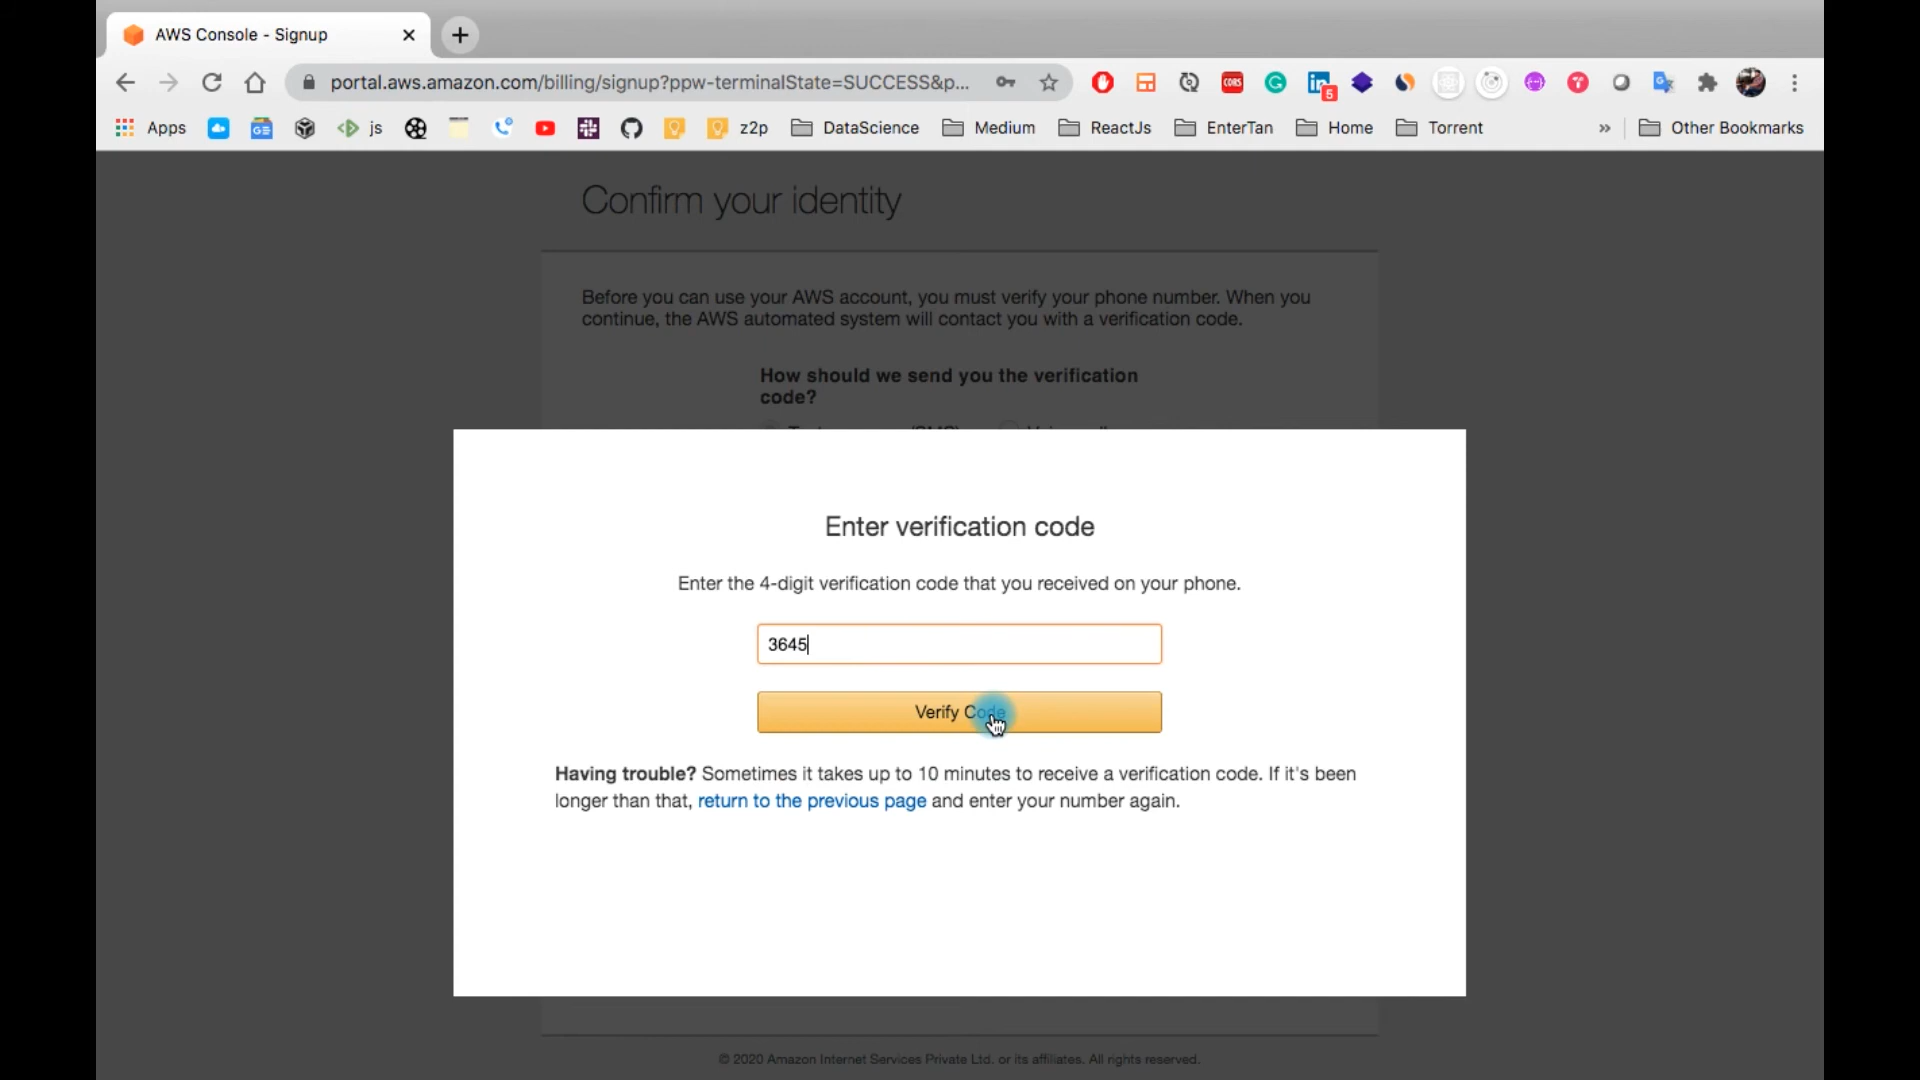 AWS Console - Signup
portal.aws.amazon.com/billing/signup?ppw-terminalState=SUCCESS&p...
CORS
5
Apps
js
z2p
DataScience
Medium
ReactJs
EnterTan
Home
Torrent
»
Other Bookmarks
Confirm your identity
Before you can use your AWS account, you must verify your phone number. When you
continue, the AWS automated system will contact you with a verification code.
How should we send you the verification
code?
Enter verification code
Enter the 4-digit verification code that you received on your phone.
3645
Verify Code
Having trouble? Sometimes it takes up to 10 minutes to receive a verification code. If it's been
longer than that, return to the previous page and enter your number again.
© 2020 Amazon Internet Services Private Ltd. or its affiliates. All rights reserved.